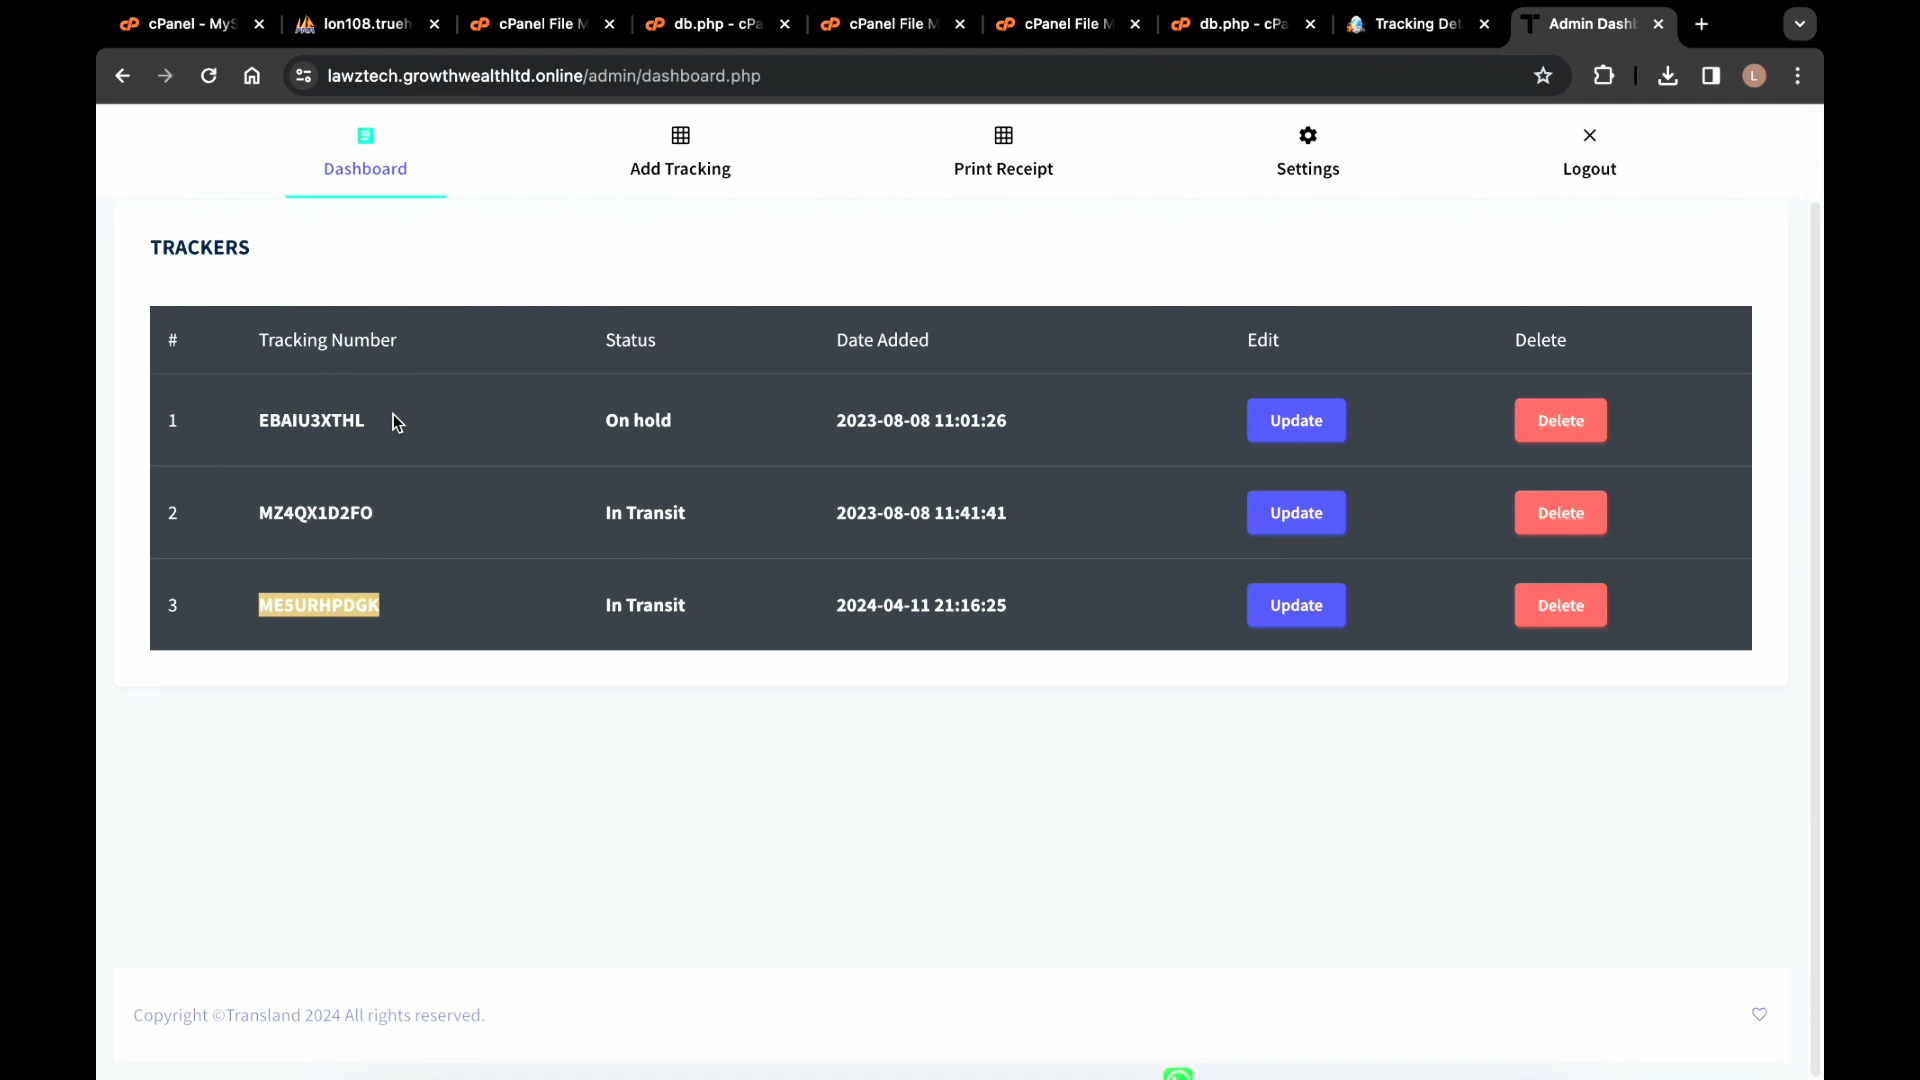 cPanel - MyS
lon108.trueh
cPanel File M
db.php - cPa
cPanel File M
cPanel File M
db.php - cPa
Tracking Det
Admin Dashb
lawztech.growthwealthltd.online/admin/dashboard.php
L
Dashboard
Add Tracking
Print Receipt
Settings
Logout
TRACKERS
# Tracking Number Status Date Added Edit Delete
1 EBAIU3XTHL On hold 2023-08-08 11:01:26 Update Delete
2 MZ4QX1D2FO In Transit 2023-08-08 11:41:41 Update Delete
3 ME5URHPDGK In Transit 2024-04-11 21:16:25 Update Delete
Copyright ©Transland 2024 All rights reserved.